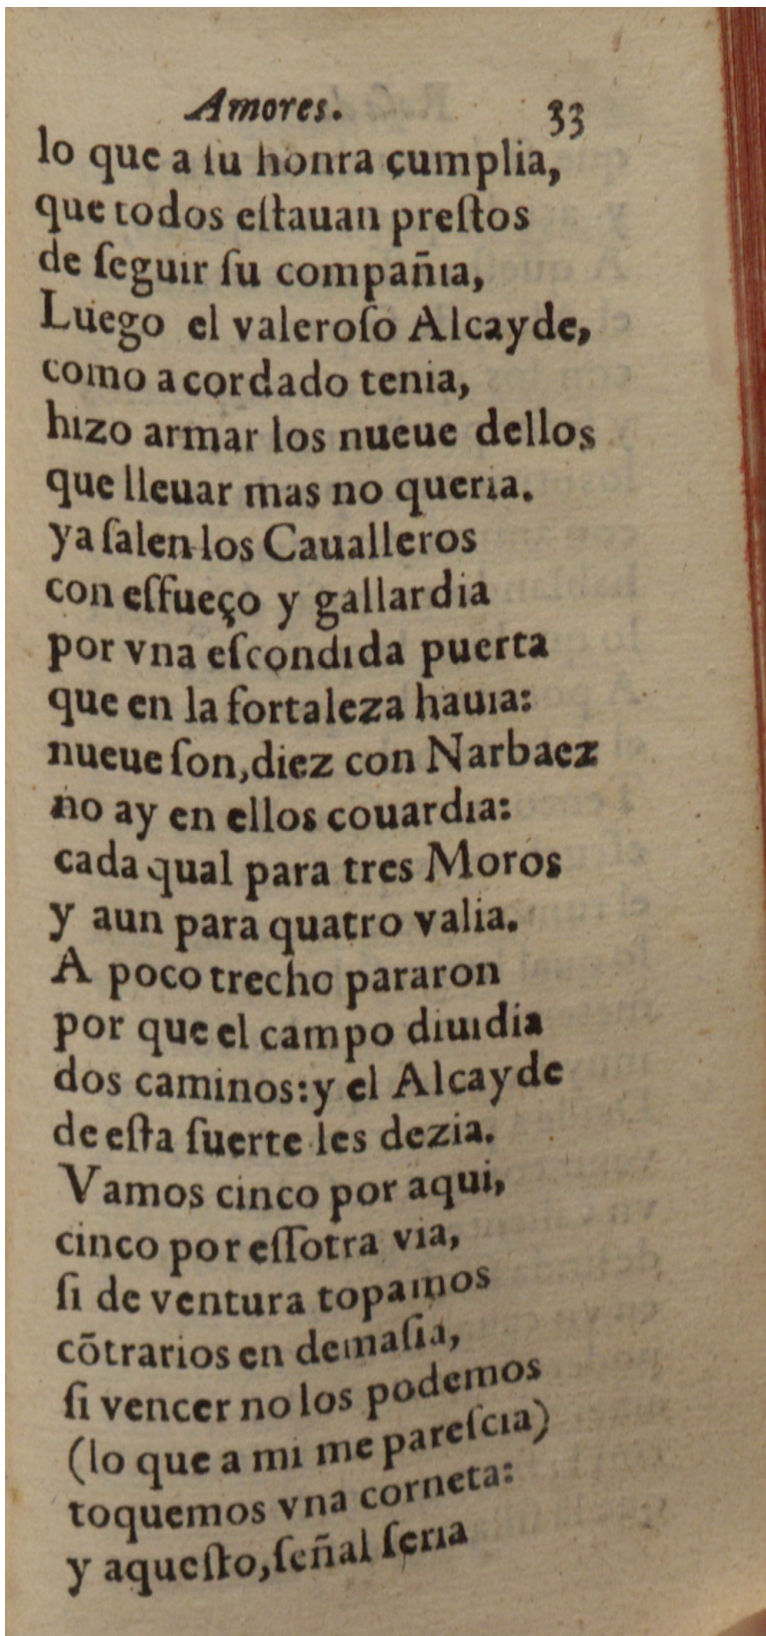 Amores. 33
lo que a ſu honra cumplia,
que todos eſtauan preſtos
de ſeguir ſu compañia,
Luego el valeroſo Alcayde,
como acordado tenia,
hizo armar los nueue dellos
que lleuar mas no queria.
ya ſalen los Caualleros
con eſfueço y gallardia
por vna eſcondida puerta
que en la fortaleza hauia:
nueue ſon, diez con Narbaez
no ay en ellos couardia:
cada qual para tres Moros
y aun para quatro valia.
A poco trecho pararon
por que el campo diuidia
dos caminos: y el Alcayde
de eſta ſuerte les dezia.
Vamos cinco por aqui,
cinco por eſſotra via,
ſi de ventura topamos
cõtrarios en demaſia,
ſi vencer no los podemos
(lo que a mi me pareſcia)
toquemos vna corneta:
y aqueſto, ſeñal ſeria